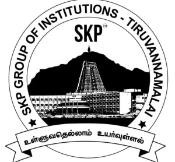 SKP GROUP OF INSTITUTIONS - TIRUVANNAMALAI
SKP
உள்ளுவதெல்லாம் உயர்வுள்ளல்